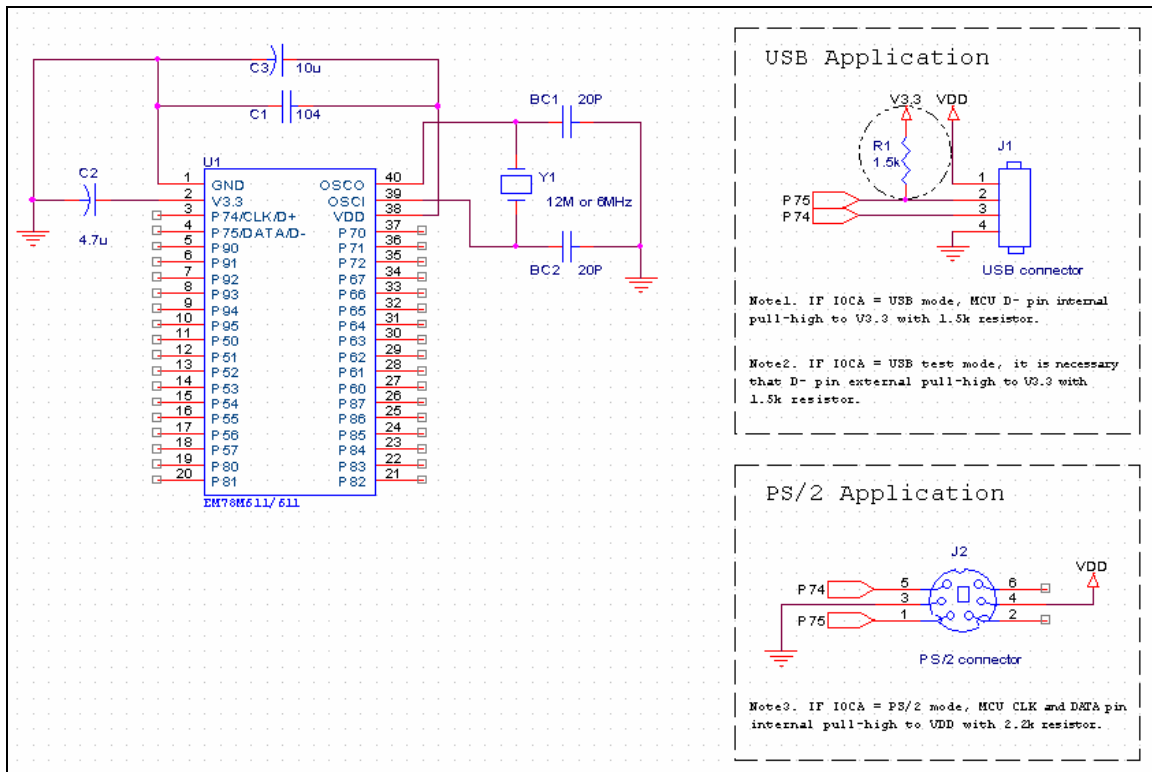 C3 10u
C1 104
BC1 20P
C2
4.7u
Y1
12M or 6MHz
BC2 20P
U1
1 GND OSCO 40
2 V3.3 OSCI 39
3 P74/CLK/D+ VDD 38
4 P75/DATA/D- P70 37
5 P90 P71 36
6 P91 P72 35
7 P92 P67 34
8 P93 P66 33
9 P94 P65 32
10 P95 P64 31
11 P50 P63 30
12 P51 P62 29
13 P52 P61 28
14 P53 P60 27
15 P54 P87 26
16 P55 P86 25
17 P56 P85 24
18 P57 P84 23
19 P80 P83 22
20 P81 P82 21
EM78M611/611
USB Application
V3.3 VDD
R1
1.5k
J1
1
P75 2
P74 3
4
USB connector
Note1. IF IOCA = USB mode, MCU D- pin internal
pull-high to V3.3 with 1.5k resistor.
Note2. IF IOCA = USB test mode, it is necessary
that D- pin external pull-high to V3.3 with
1.5k resistor.
PS/2 Application
J2
VDD
P74 5 6
3 4
P75 1 2
PS/2 connector
Note3. IF IOCA = PS/2 mode, MCU CLK and DATA pin
internal pull-high to VDD with 2.2k resistor.